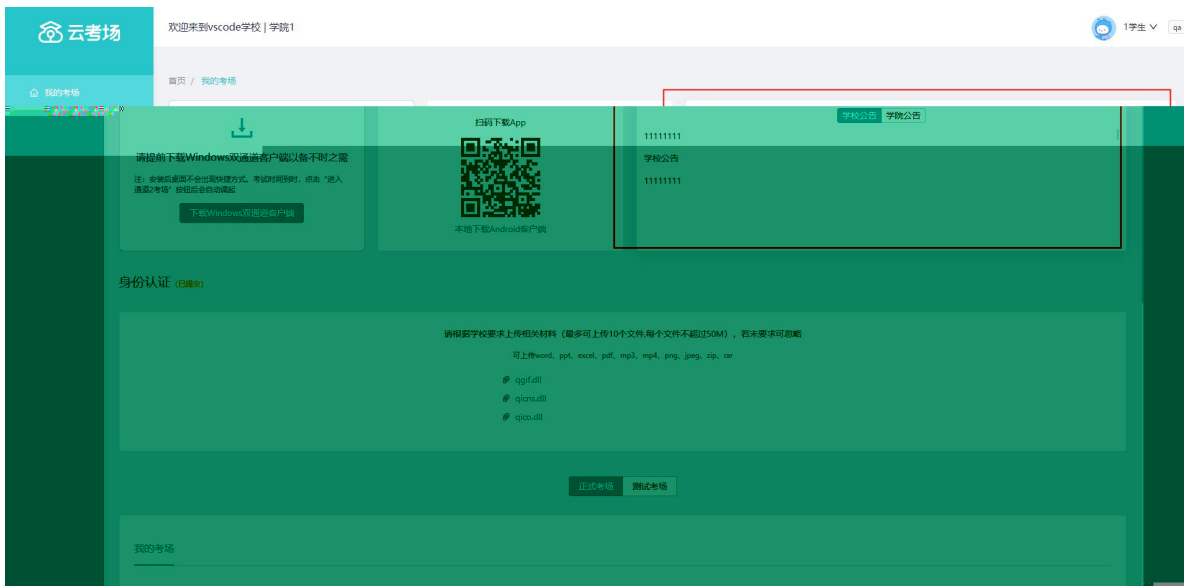 云考场
欢迎来到vscode学校 | 学院1
1学生
qa
首页 / 我的考场
我的考场
扫码下载App
学校公告 学院公告
11111111
学校公告
11111111
请提前下载Windows双通道客户端以备不时之需
注：安装后桌面不会出现快捷方式。考试时间到时，点击“进入
通道2考场”按钮后会自动调起
下载Windows双通道客户端
本地下载Android客户端
身份认证 (已提交)
请根据学校要求上传相关材料（最多可上传10个文件,每个文件不超过50M），若未要求可忽略
可上传word、ppt、excel、pdf、mp3、mp4、png、jpeg、zip、rar
qgif.dll
qicns.dll
qico.dll
正式考场 测试考场
我的考场